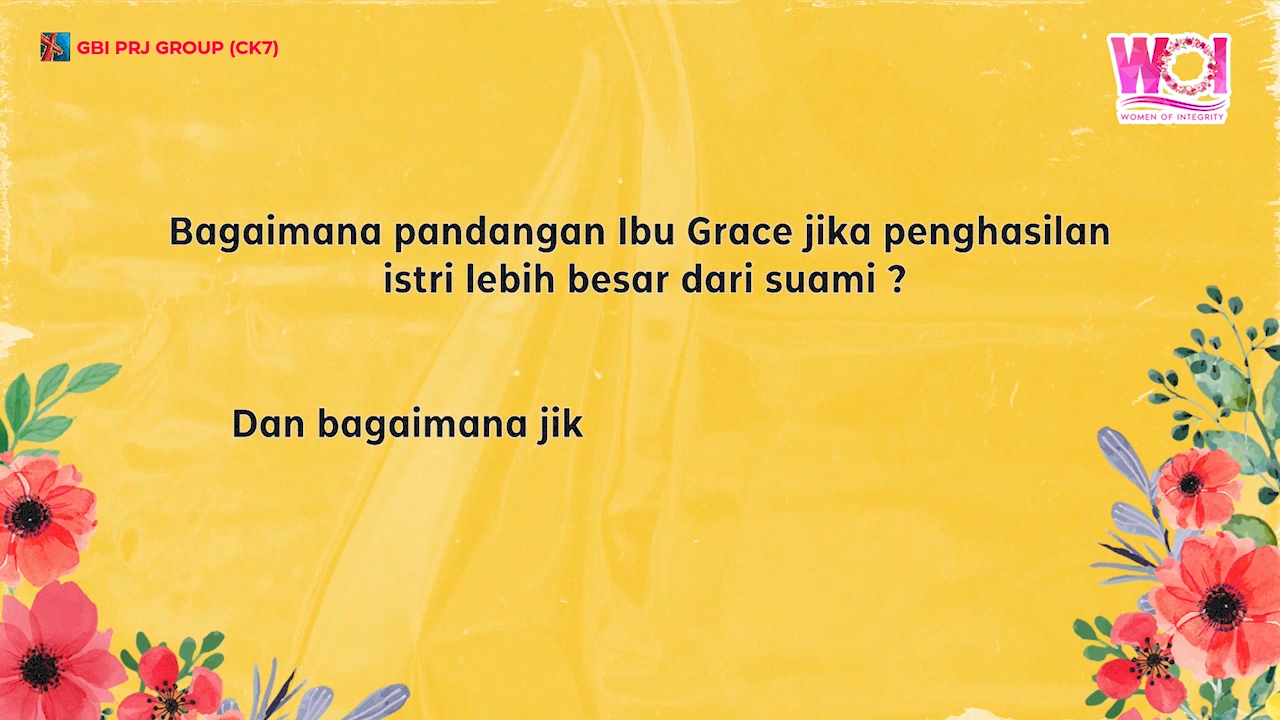 GBI PRJ GROUP (CK7)
WOI
WOMEN OF INTEGRITY
Bagaimana pandangan Ibu Grace jika penghasilan
istri lebih besar dari suami ?
Dan bagaimana jik